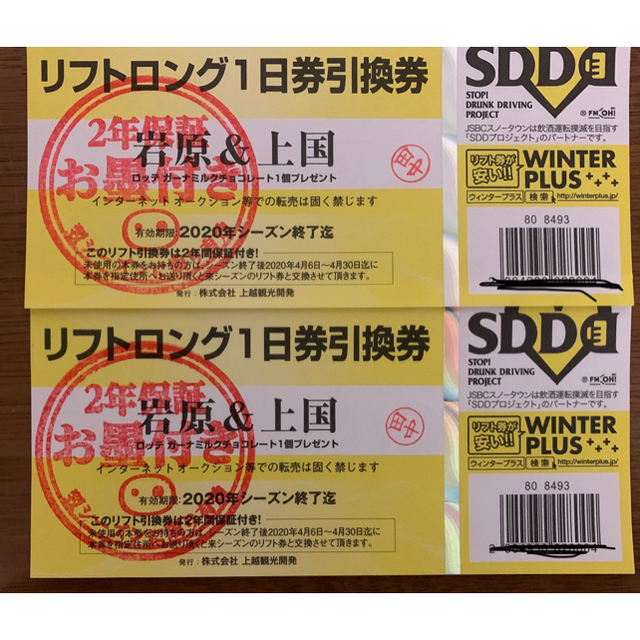 リフトロング1日券引換券
2年保証
お墨付き
岩原&上国
田中
ロッテ ガーナミルクチョコレート1個プレゼント
インターネットオークション等での転売は固く禁じます
有効期限:2020年シーズン終了迄
このリフト引換券は2年間保証付き!
未使用の本券をお持ちの方は、シーズン終了後2020年4月6日〜4月30日迄に
本券を指定住所へお送り頂くと来シーズンのリフト券と交換させて頂きます。
発行:株式会社 上越観光開発
SDD
STOP!
DRUNK DRIVING
PROJECT
® FM OH!
JSBCスノータウンは飲酒運転撲滅を目指す
「SDDプロジェクト」のパートナーです。
リフト券が
安い!!
WINTER
PLUS
ウィンタープラス 検索 http://winterplus.jp/
80 8493
リフトロング1日券引換券
2年保証
お墨付き
岩原&上国
田中
ロッテ ガーナミルクチョコレート1個プレゼント
インターネットオークション等での転売は固く禁じます
有効期限:2020年シーズン終了迄
このリフト引換券は2年間保証付き!
未使用の本券をお持ちの方は、シーズン終了後2020年4月6日〜4月30日迄に
本券を指定住所へお送り頂くと来シーズンのリフト券と交換させて頂きます。
発行:株式会社 上越観光開発
SDD
STOP!
DRUNK DRIVING
PROJECT
® FM OH!
JSBCスノータウンは飲酒運転撲滅を目指す
「SDDプロジェクト」のパートナーです。
リフト券が
安い!!
WINTER
PLUS
ウィンタープラス 検索 http://winterplus.jp/
80 8493